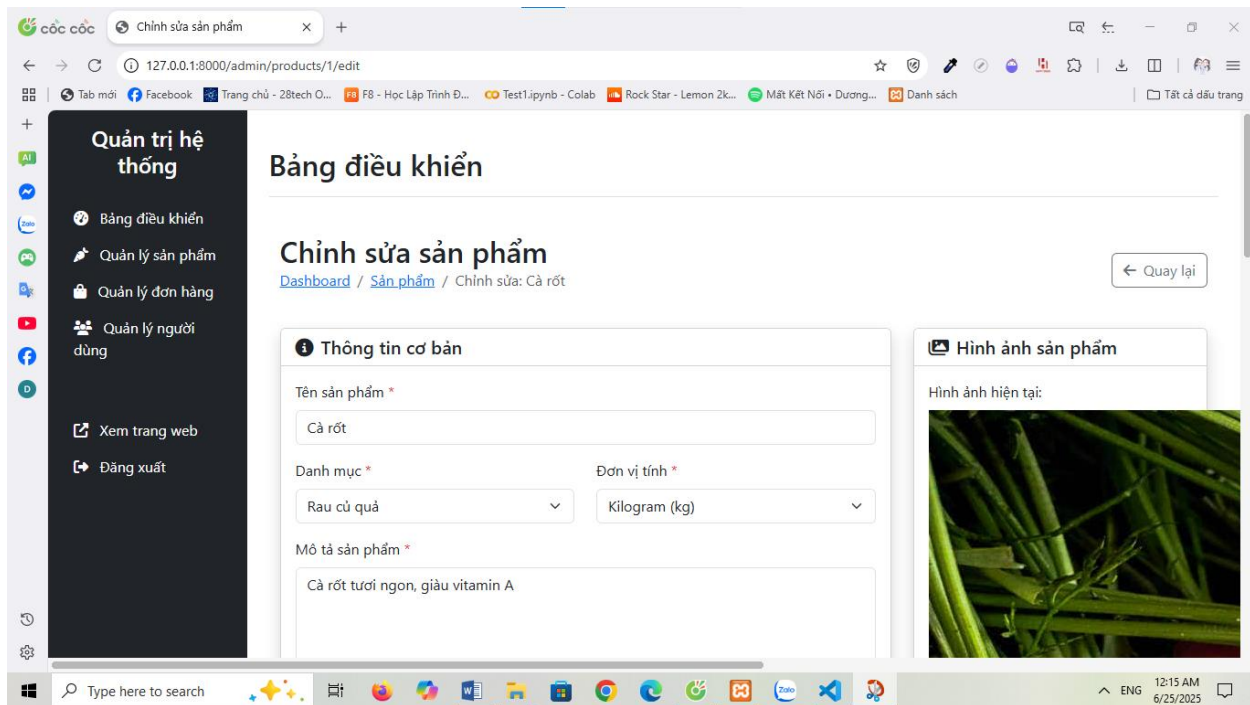 cốc cốc
Chỉnh sửa sản phẩm
127.0.0.1:8000/admin/products/1/edit
Tab mới
Facebook
Trang chủ - 28tech O...
F8 - Học Lập Trình Đ...
Test1.ipynb - Colab
Rock Star - Lemon 2k...
Mất Kết Nối • Dương...
Danh sách
Tất cả dấu trang
Quản trị hệ
thống
Bảng điều khiển
Quản lý sản phẩm
Quản lý đơn hàng
Quản lý người
dùng
Xem trang web
Đăng xuất
Bảng điều khiển
Chỉnh sửa sản phẩm
Dashboard / Sản phẩm / Chỉnh sửa: Cà rốt
Quay lại
Thông tin cơ bản
Tên sản phẩm *
Cà rốt
Danh mục *
Đơn vị tính *
Rau củ quả
Kilogram (kg)
Mô tả sản phẩm *
Cà rốt tươi ngon, giàu vitamin A
Hình ảnh sản phẩm
Hình ảnh hiện tại:
AI
Zalo
D
Type here to search
Zalo
ENG
12:15 AM
6/25/2025